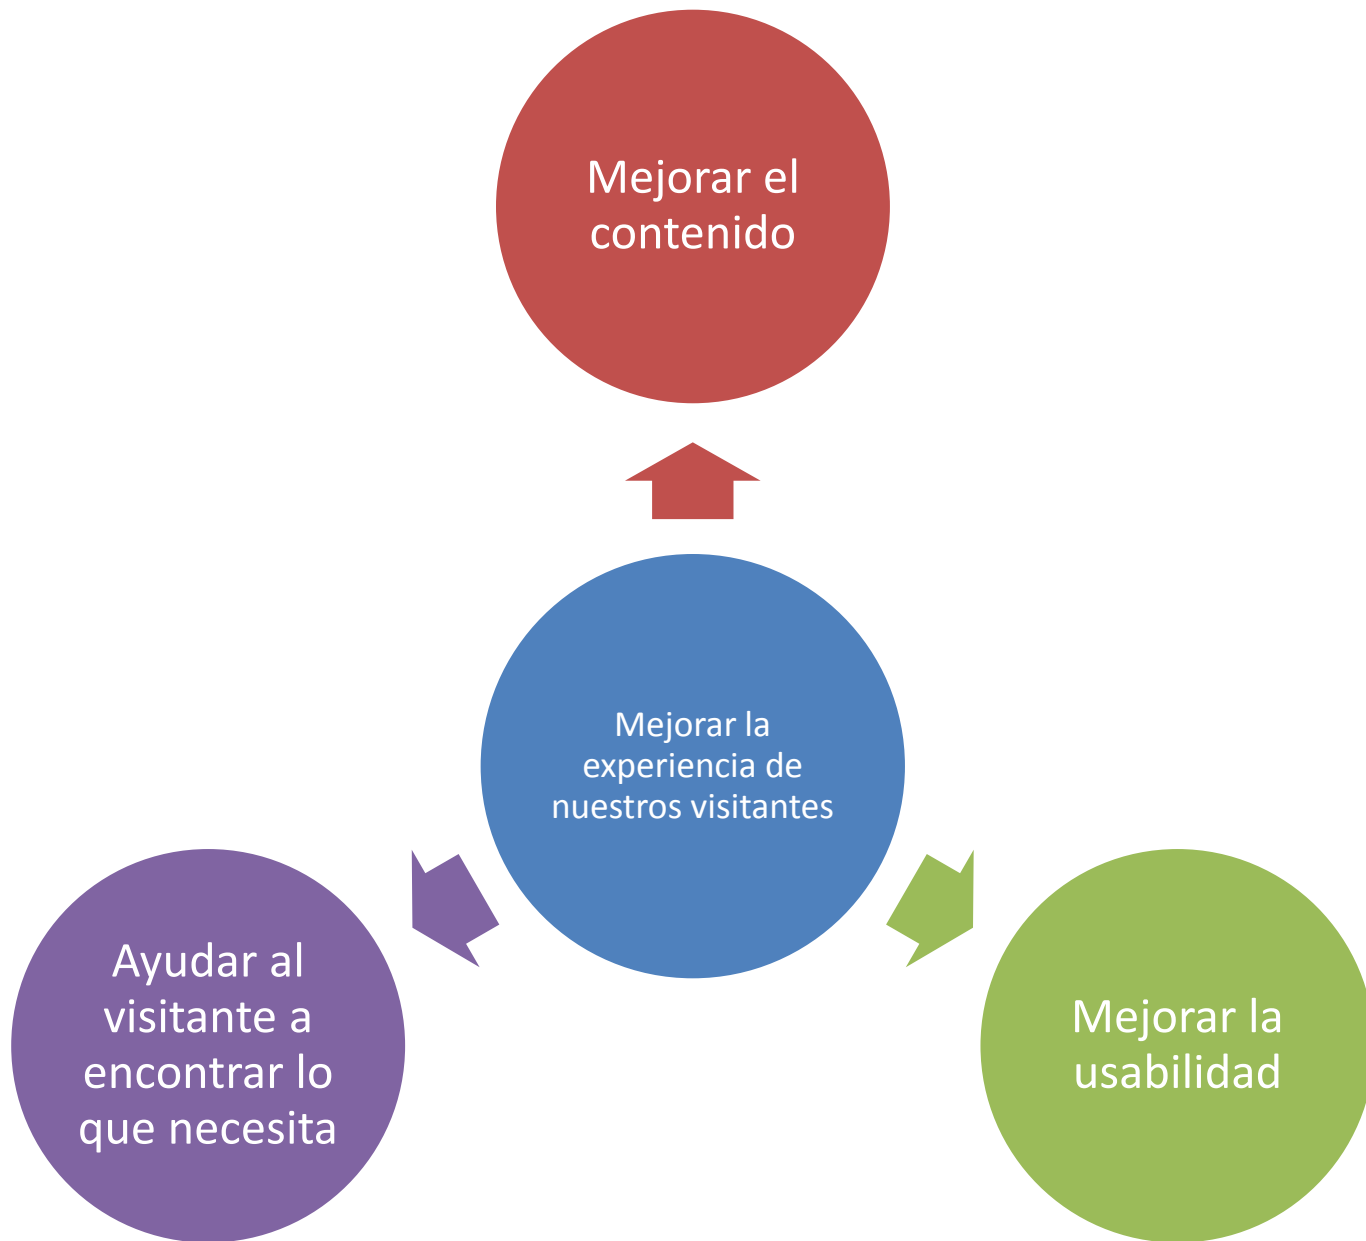 Mejorar el
contenido
Mejorar la
experiencia de
nuestros visitantes
Ayudar al
visitante a
encontrar lo
que necesita
Mejorar la
usabilidad